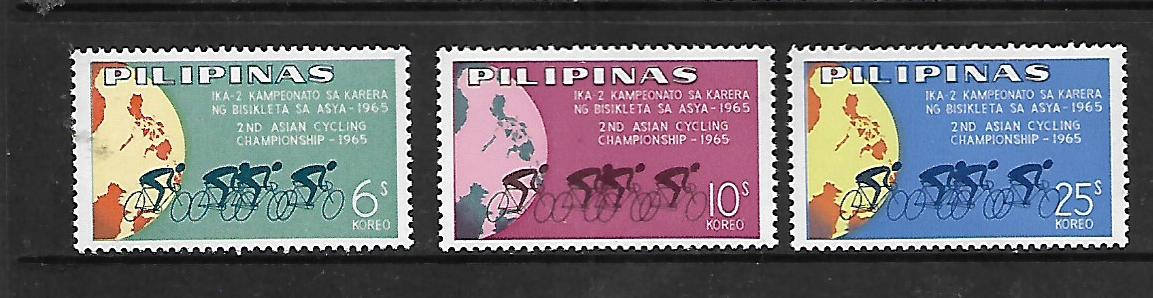 PILIPINAS
IKA-2 KAMPEONATO SA KARERA
NG BISIKLETA SA ASYA-1965
2ND ASIAN CYCLING
CHAMPIONSHIP-1965
6s
KOREO
PILIPINAS
IKA-2 KAMPEONATO SA KARERA
NG BISIKLETA SA ASYA-1965
2ND ASIAN CYCLING
CHAMPIONSHIP-1965
10s
KOREO
PILIPINAS
IKA-2 KAMPEONATO SA KARERA
NG BISIKLETA SA ASYA-1965
2ND ASIAN CYCLING
CHAMPIONSHIP-1965
25s
KOREO